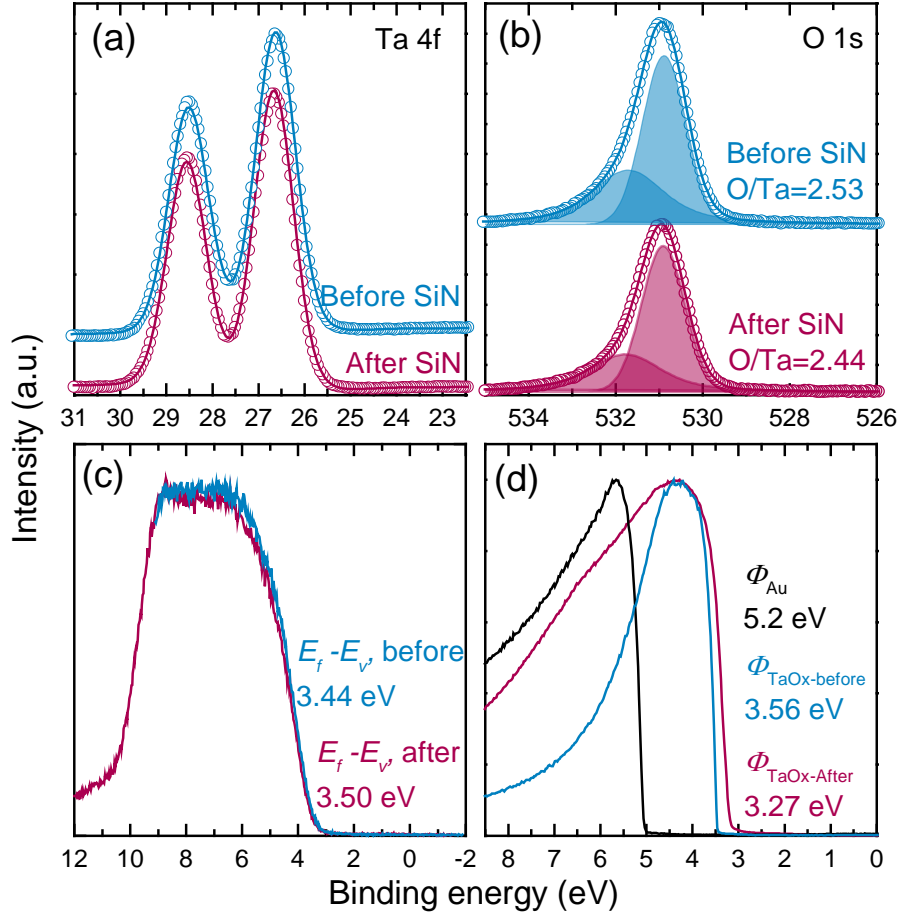 (a)
Ta 4f
Before SiN
After SiN
31 30 29 28 27 26 25 24 23
(b)
O 1s
Before SiN
O/Ta=2.53
After SiN
O/Ta=2.44
534 532 530 528 526
Intensity (a.u.)
(c)
E_f -E_v, before
3.44 eV
E_f -E_v, after
3.50 eV
12 10 8 6 4 2 0 -2
(d)
Φ_Au
5.2 eV
Φ_TaOx-before
3.56 eV
Φ_TaOx-After
3.27 eV
8 7 6 5 4 3 2 1 0
Binding energy (eV)